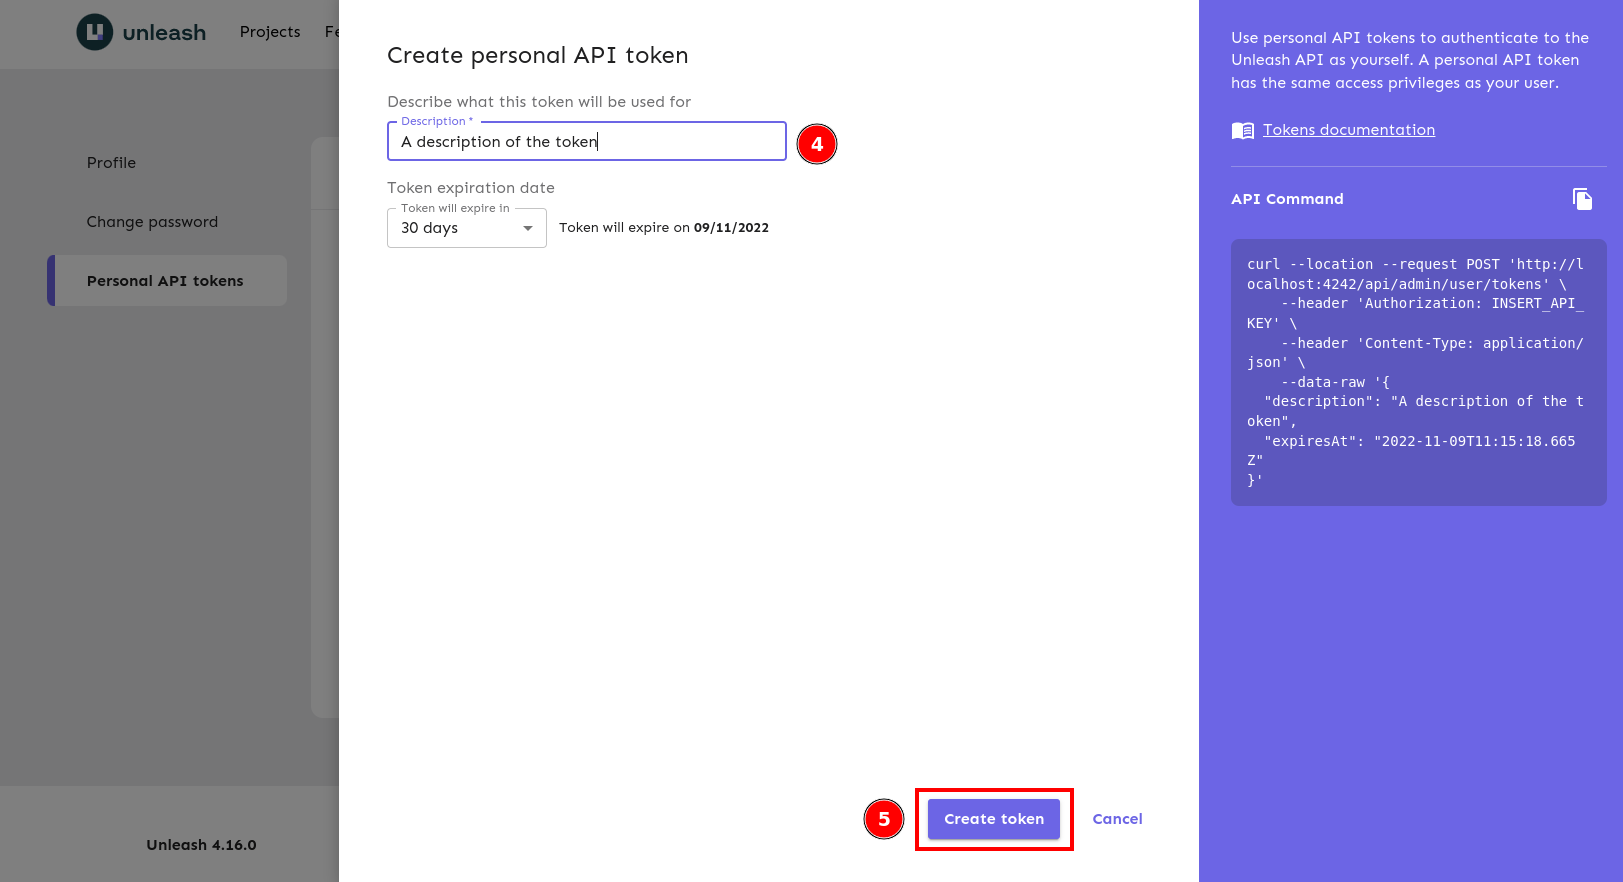 unleash
Projects
Fe
Profile
Change password
Personal API tokens
Unleash 4.16.0
Create personal API token
Describe what this token will be used for
Description *
A description of the token
4
Token expiration date
Token will expire in
30 days
Token will expire on 09/11/2022
5
Create token
Cancel
Use personal API tokens to authenticate to the
Unleash API as yourself. A personal API token
has the same access privileges as your user.
Tokens documentation
API Command
curl --location --request POST 'http://l
ocalhost:4242/api/admin/user/tokens' \
    --header 'Authorization: INSERT_API_
KEY' \
    --header 'Content-Type: application/
json' \
    --data-raw '{
  "description": "A description of the t
oken",
  "expiresAt": "2022-11-09T11:15:18.665
Z"
}'